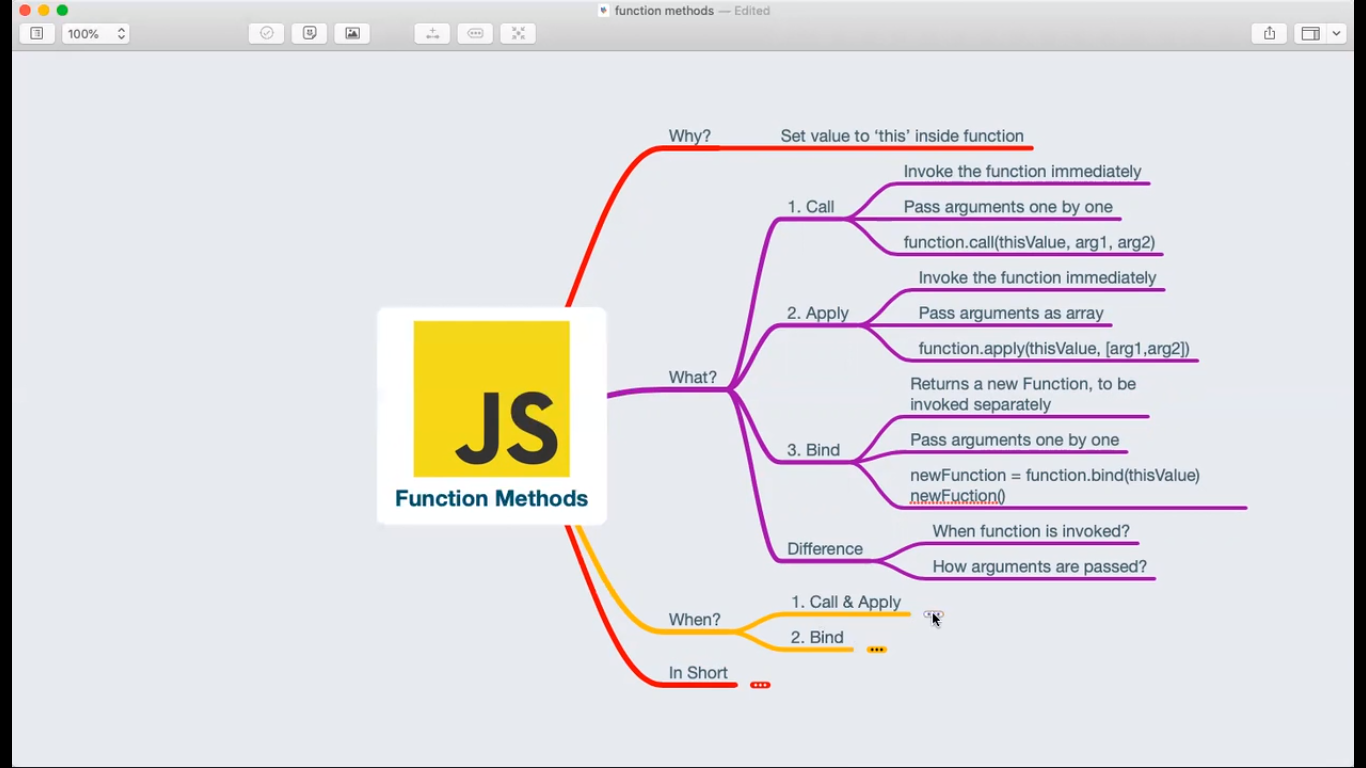 function methods — Edited
100%
Why?
Set value to ‘this’ inside function
What?
1. Call
Invoke the function immediately
Pass arguments one by one
function.call(thisValue, arg1, arg2)
2. Apply
Invoke the function immediately
Pass arguments as array
function.apply(thisValue, [arg1,arg2])
3. Bind
Returns a new Function, to be
invoked separately
Pass arguments one by one
newFunction = function.bind(thisValue)
newFuction()
Difference
When function is invoked?
How arguments are passed?
JS
Function Methods
When?
1. Call & Apply
2. Bind
In Short